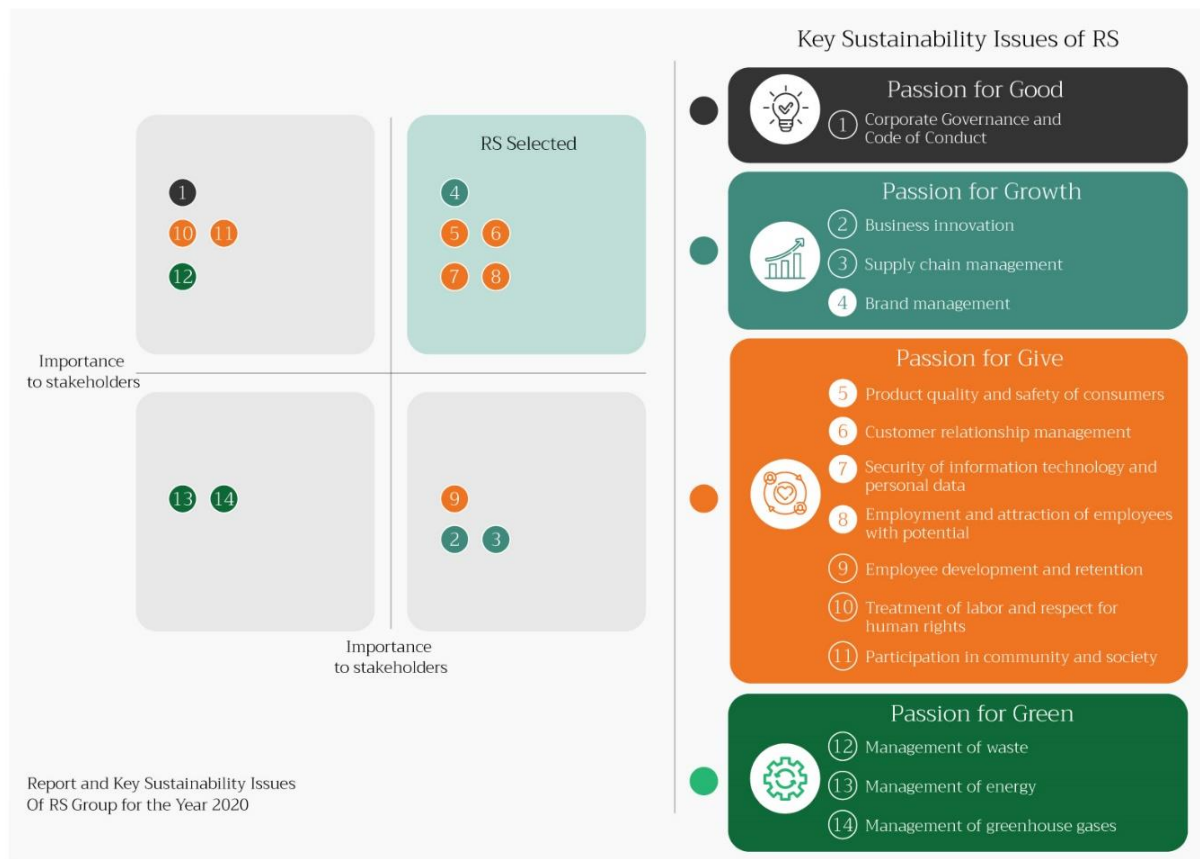 Key Sustainability Issues of RS
RS Selected
1
10 11
12
4
5 6
7 8
Importance
to stakeholders
13 14
9
2 3
Importance
to stakeholders
Report and Key Sustainability Issues
Of RS Group for the Year 2020
Passion for Good
1 Corporate Governance and
Code of Conduct
Passion for Growth
2 Business innovation
3 Supply chain management
4 Brand management
Passion for Give
5 Product quality and safety of consumers
6 Customer relationship management
7 Security of information technology and
personal data
8 Employment and attraction of employees
with potential
9 Employee development and retention
10 Treatment of labor and respect for
human rights
11 Participation in community and society
Passion for Green
12 Management of waste
13 Management of energy
14 Management of greenhouse gases